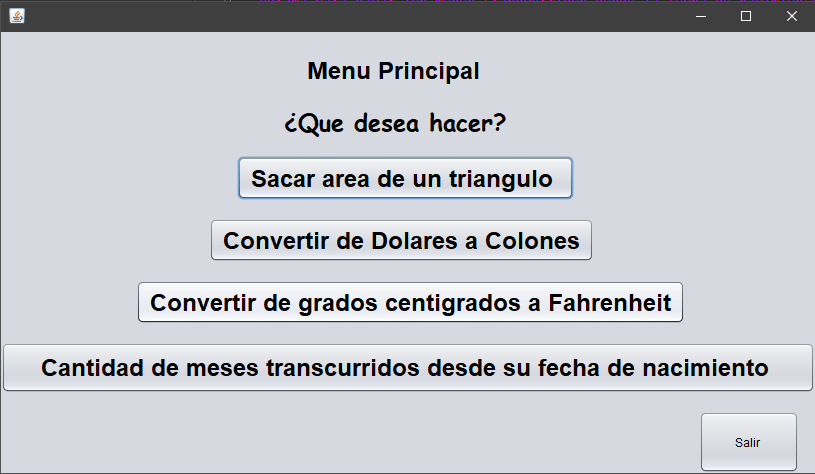 Menu Principal
¿Que desea hacer?
Sacar area de un triangulo
Convertir de Dolares a Colones
Convertir de grados centigrados a Fahrenheit
Cantidad de meses transcurridos desde su fecha de nacimiento
Salir